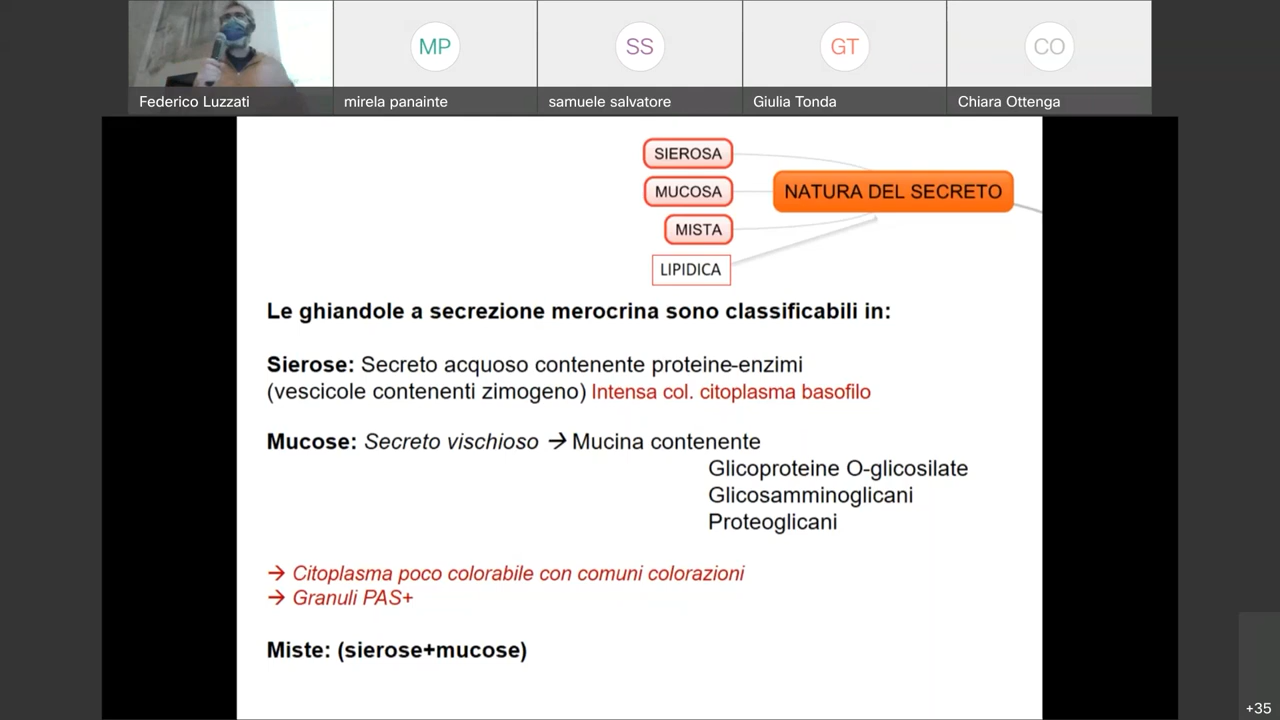 MP
SS
GT
CO
Federico Luzzati
mirela panainte
samuele salvatore
Giulia Tonda
Chiara Ottenga
SIEROSA
MUCOSA
MISTA
LIPIDICA
NATURA DEL SECRETO
Le ghiandole a secrezione merocrina sono classificabili in:
Sierose: Secreto acquoso contenente proteine-enzimi
(vescicole contenenti zimogeno) Intensa col. citoplasma basofilo
Mucose: Secreto vischioso → Mucina contenente
Glicoproteine O-glicosilate
Glicosamminoglicani
Proteoglicani
→ Citoplasma poco colorabile con comuni colorazioni
→ Granuli PAS+
Miste: (sierose+mucose)
+35